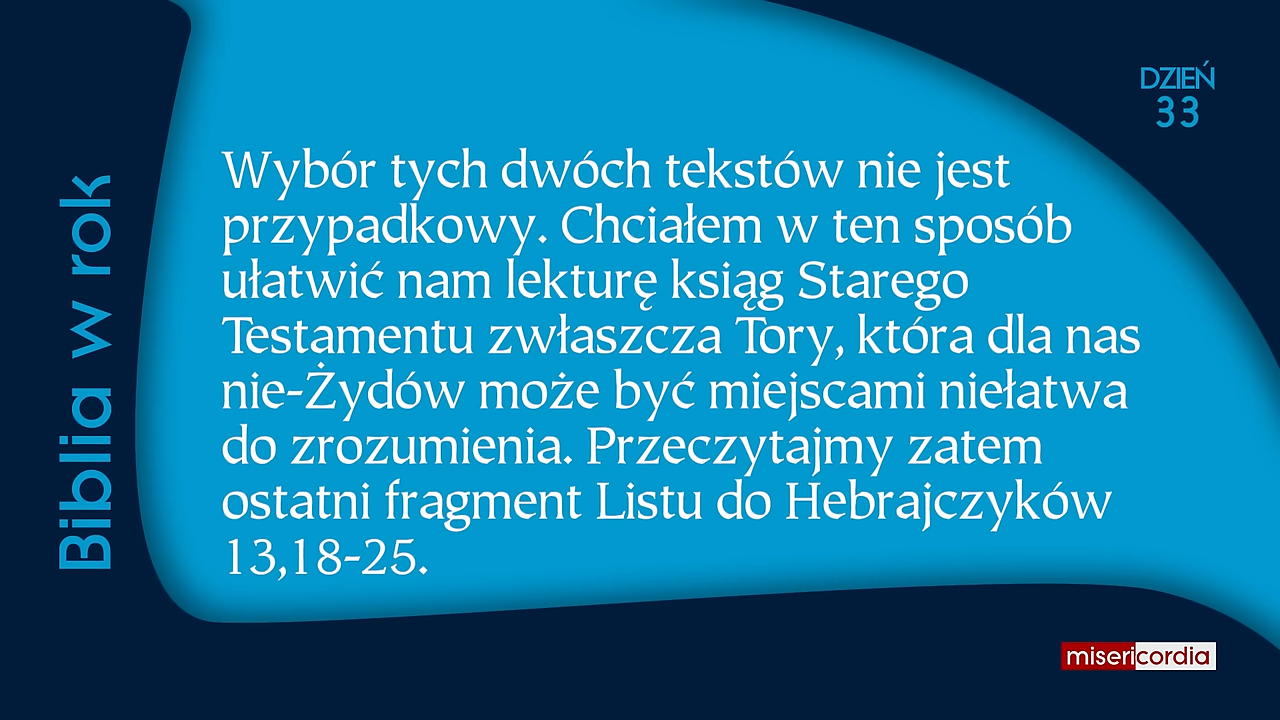 DZIEŃ
33
Biblia w rok
Wybór tych dwóch tekstów nie jest
przypadkowy. Chciałem w ten sposób
ułatwić nam lekturę ksiąg Starego
Testamentu zwłaszcza Tory, która dla nas
nie-Żydów może być miejscami niełatwa
do zrozumienia. Przeczytajmy zatem
ostatni fragment Listu do Hebrajczyków
13,18-25.
misericordia